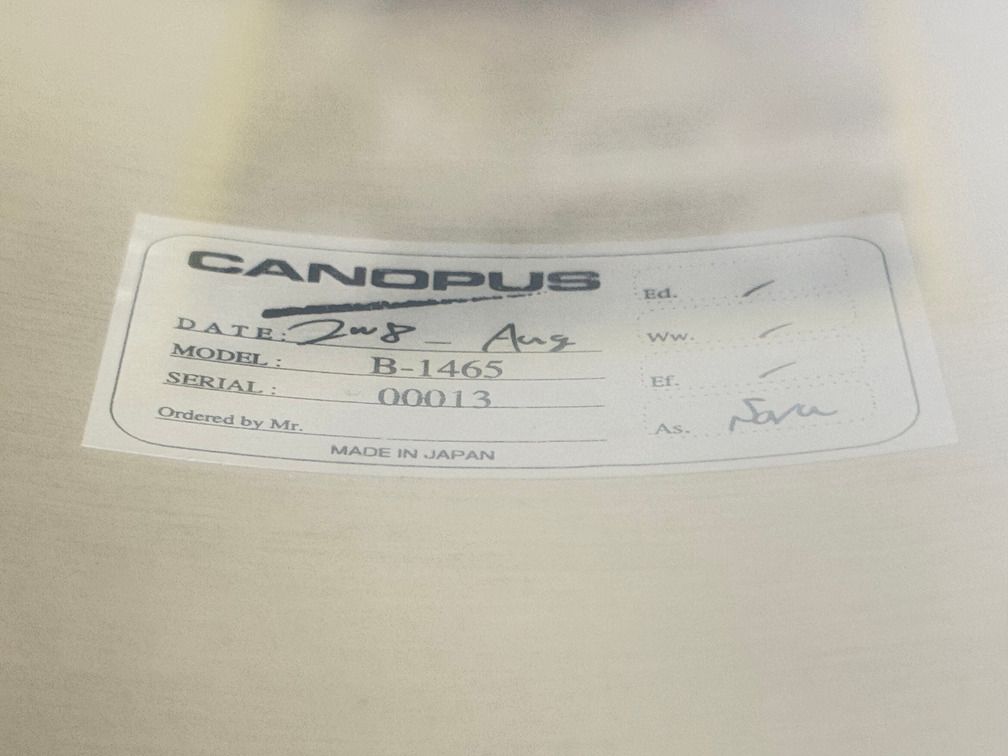 CANOPUS
DATE: 2008 - Aug
MODEL: B-1465
SERIAL: 00013
Ordered by Mr.
MADE IN JAPAN
Ed.
Ww.
Ef.
As.